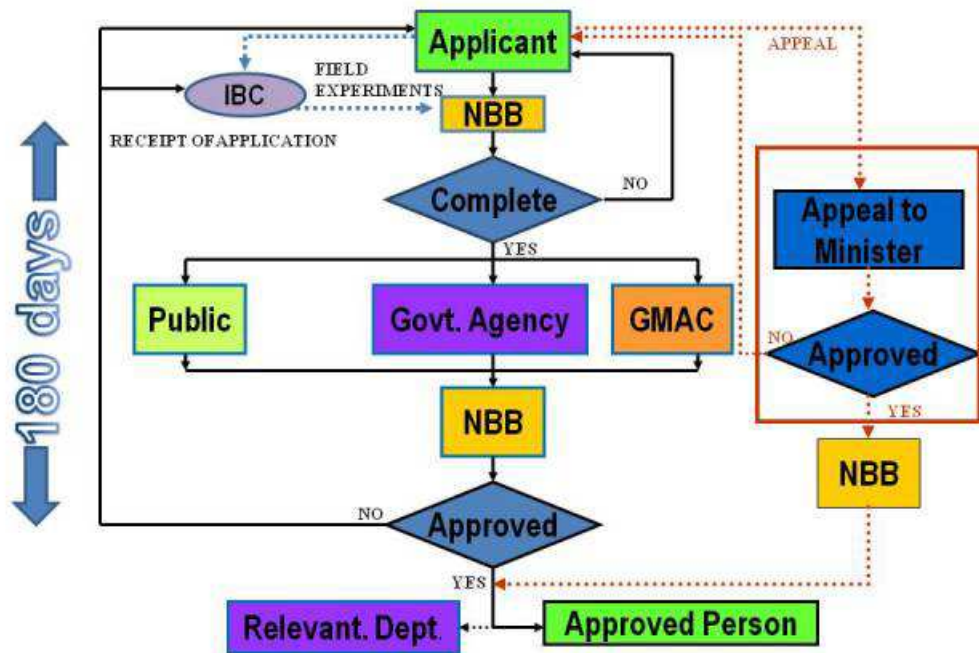 Applicant
APPEAL
FIELD
EXPERIMENTS
IBC
NBB
RECEIPT OFAPPLICATION
Complete
NO
YES
Appeal to
Minister
180 days
Public
Govt. Agency
GMAC
NO
Approved
YES
NBB
NBB
NO
Approved
YES
Relevant. Dept.
Approved Person